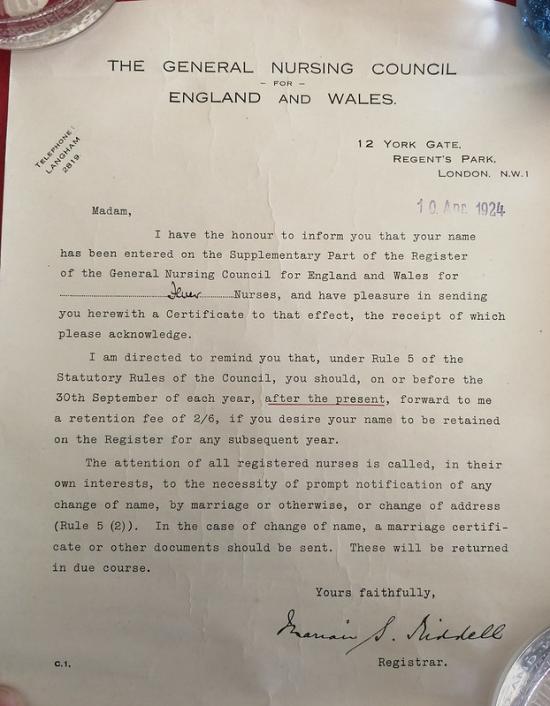 THE GENERAL NURSING COUNCIL
– FOR –
ENGLAND AND WALES.
TELEPHONE:
LANGHAM
2819
12 YORK GATE,
REGENT'S PARK,
LONDON, N.W.1
10 Apr 1924
Madam,
I have the honour to inform you that your name
has been entered on the Supplementary Part of the Register
of the General Nursing Council for England and Wales for
Fever Nurses, and have pleasure in sending
you herewith a Certificate to that effect, the receipt of which
please acknowledge.
I am directed to remind you that, under Rule 5 of the
Statutory Rules of the Council, you should, on or before the
30th September of each year, after the present, forward to me
a retention fee of 2/6, if you desire your name to be retained
on the Register for any subsequent year.
The attention of all registered nurses is called, in their
own interests, to the necessity of prompt notification of any
change of name, by marriage or otherwise, or change of address
(Rule 5 (2)). In the case of change of name, a marriage certifi-
cate or other documents should be sent. These will be returned
in due course.
Yours faithfully,
Marian S. Riddell
Registrar.
C.1.